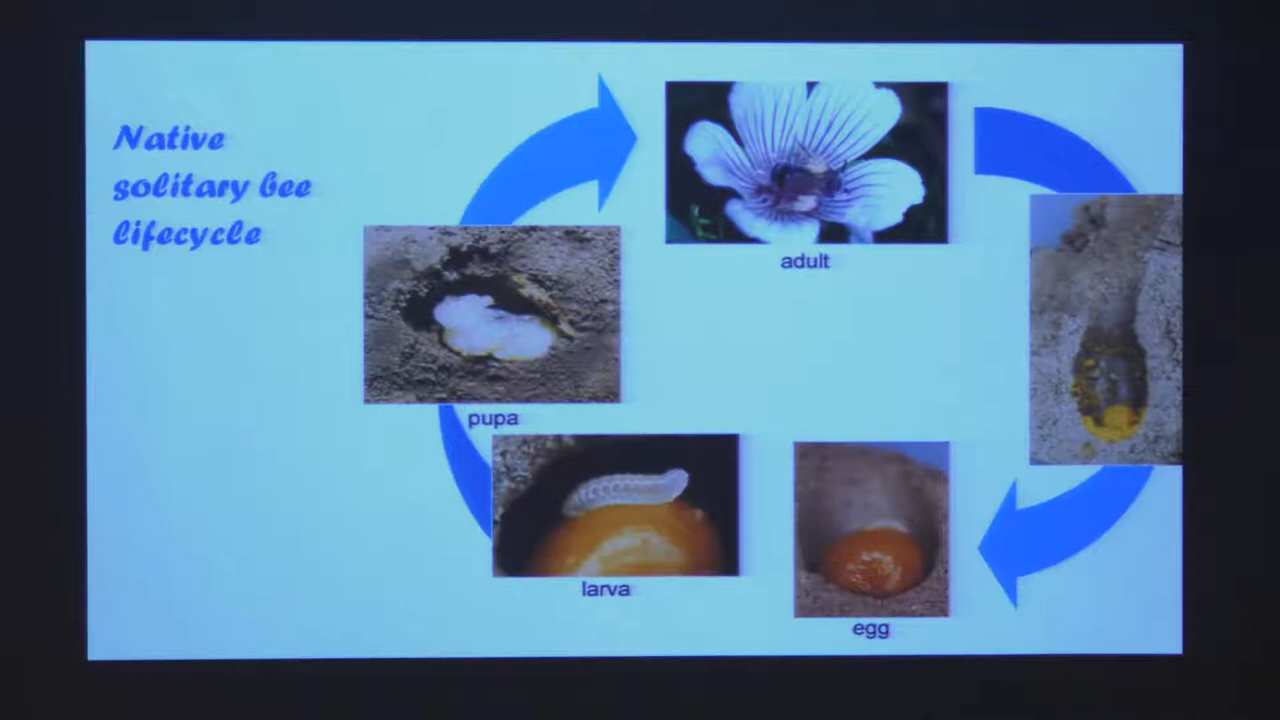 Native
solitary bee
lifecycle
adult
pupa
larva
egg